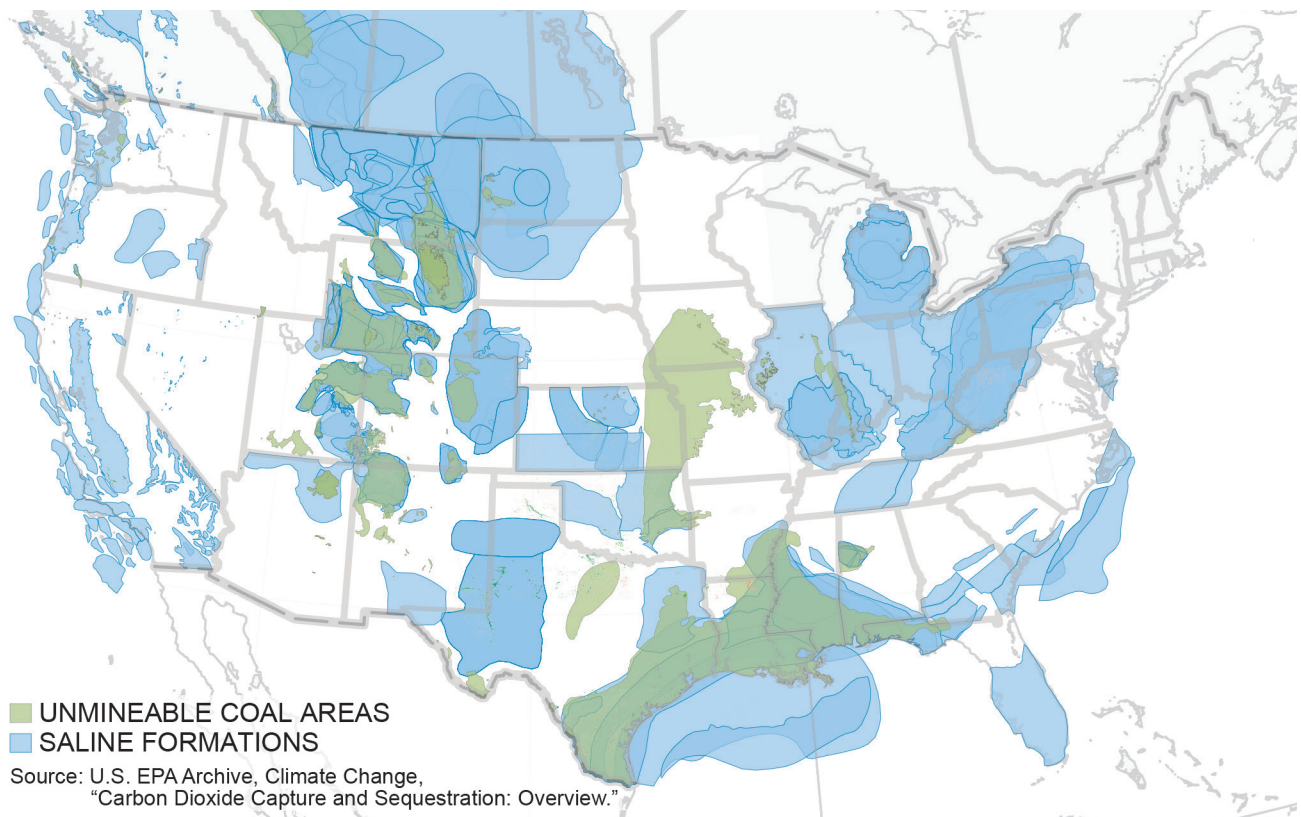 UNMINEABLE COAL AREAS
SALINE FORMATIONS
Source: U.S. EPA Archive, Climate Change,
“Carbon Dioxide Capture and Sequestration: Overview.”